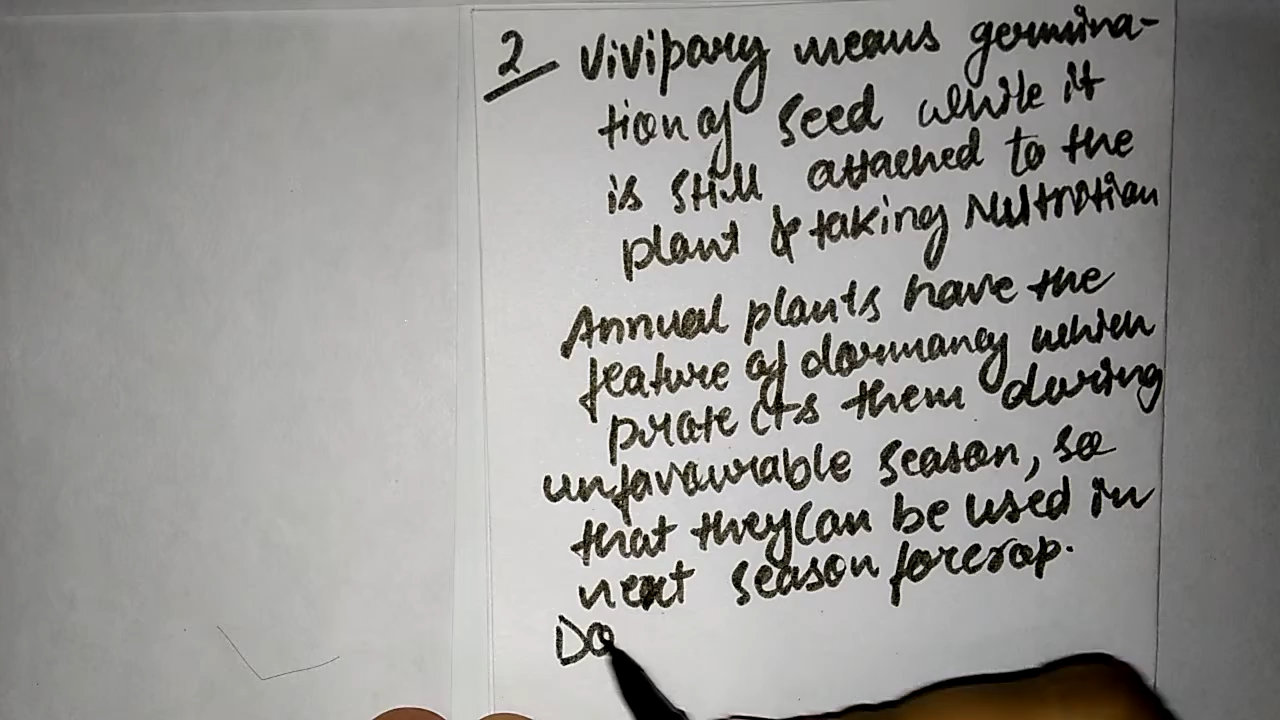 2 Vivipary means germina-
tion of seed while it
is still attached to the
plant & taking Nutrition
Annual plants have the
feature of dormancy which
protects them during
unfavourable season, so
that they can be used in
next season for crop.
Do